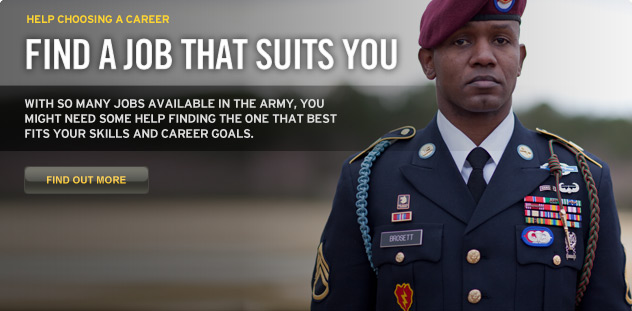 HELP CHOOSING A CAREER
FIND A JOB THAT SUITS YOU
WITH SO MANY JOBS AVAILABLE IN THE ARMY, YOU
MIGHT NEED SOME HELP FINDING THE ONE THAT BEST
FITS YOUR SKILLS AND CAREER GOALS.
FIND OUT MORE
BROSETT